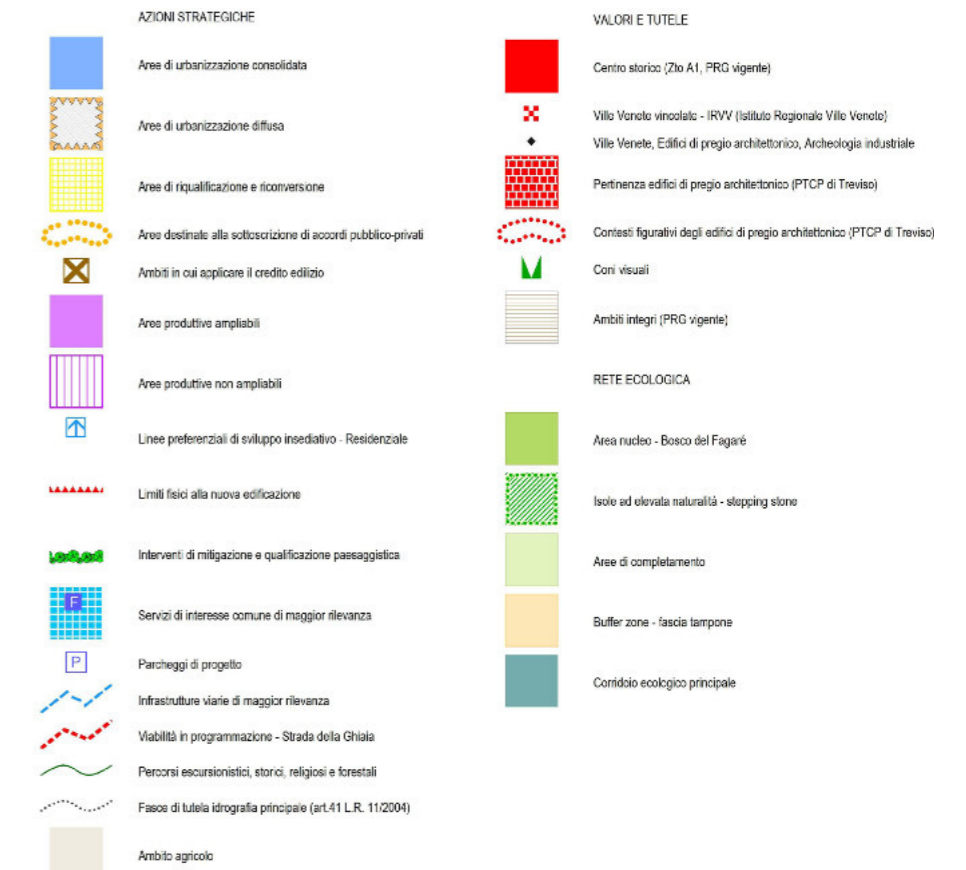 AZIONI STRATEGICHE
Aree di urbanizzazione consolidata
Aree di urbanizzazione diffusa
Aree di riqualificazione e riconversione
Aree destinate alla sottoscrizione di accordi pubblico-privati
Ambiti in cui applicare il credito edilizio
Aree produttive ampliabili
Aree produttive non ampliabili
Linee preferenziali di sviluppo insediativo - Residenziale
Limiti fisici alla nuova edificazione
Interventi di mitigazione e qualificazione paesaggistica
F
Servizi di interesse comune di maggior rilevanza
P
Parcheggi di progetto
Infrastrutture viarie di maggior rilevanza
Viabilità in programmazione - Strada della Ghiaia
Percorsi escursionistici, storici, religiosi e forestali
Fasce di tutela idrografia principale (art.41 L.R. 11/2004)
Ambito agricolo
VALORI E TUTELE
Centro storico (Zto A1, PRG vigente)
Ville Venete vincolate - IRVV (Istituto Regionale Ville Venete)
Ville Venete, Edifici di pregio architettonico, Archeologia industriale
Pertinenza edifici di pregio architettonico (PTCP di Treviso)
Contesti figurativi degli edifici di pregio architettonico (PTCP di Treviso)
Coni visuali
Ambiti integri (PRG vigente)
RETE ECOLOGICA
Area nucleo - Bosco del Fagaré
Isole ad elevata naturalità - stepping stone
Aree di completamento
Buffer zone - fascia tampone
Corridoio ecologico principale